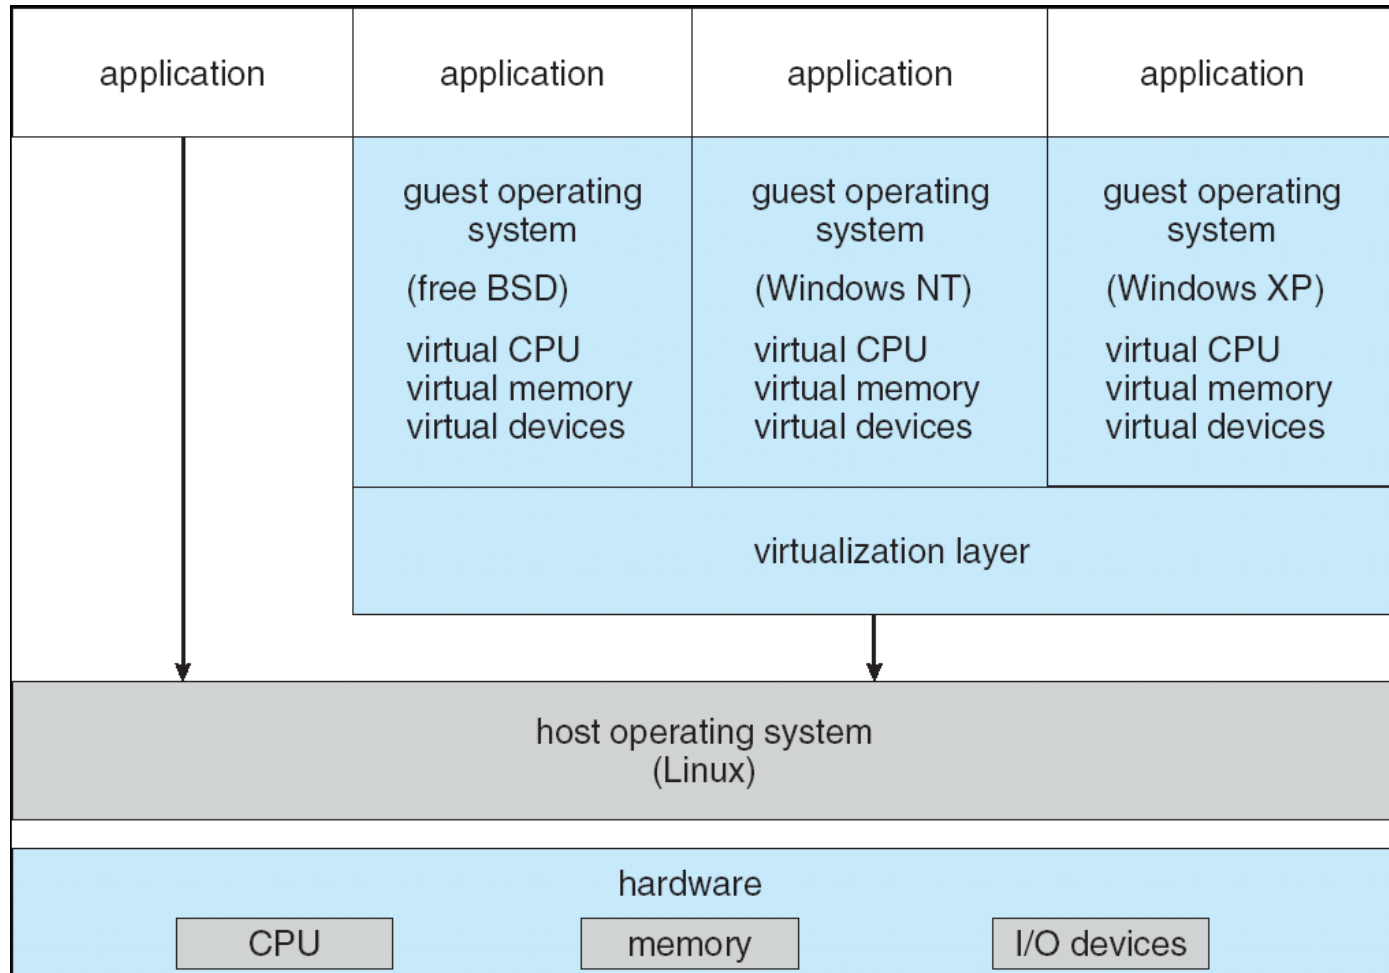 application
application
application
application
guest operating
system
(free BSD)
virtual CPU
virtual memory
virtual devices
guest operating
system
(Windows NT)
virtual CPU
virtual memory
virtual devices
guest operating
system
(Windows XP)
virtual CPU
virtual memory
virtual devices
virtualization layer
host operating system
(Linux)
hardware
CPU
memory
I/O devices